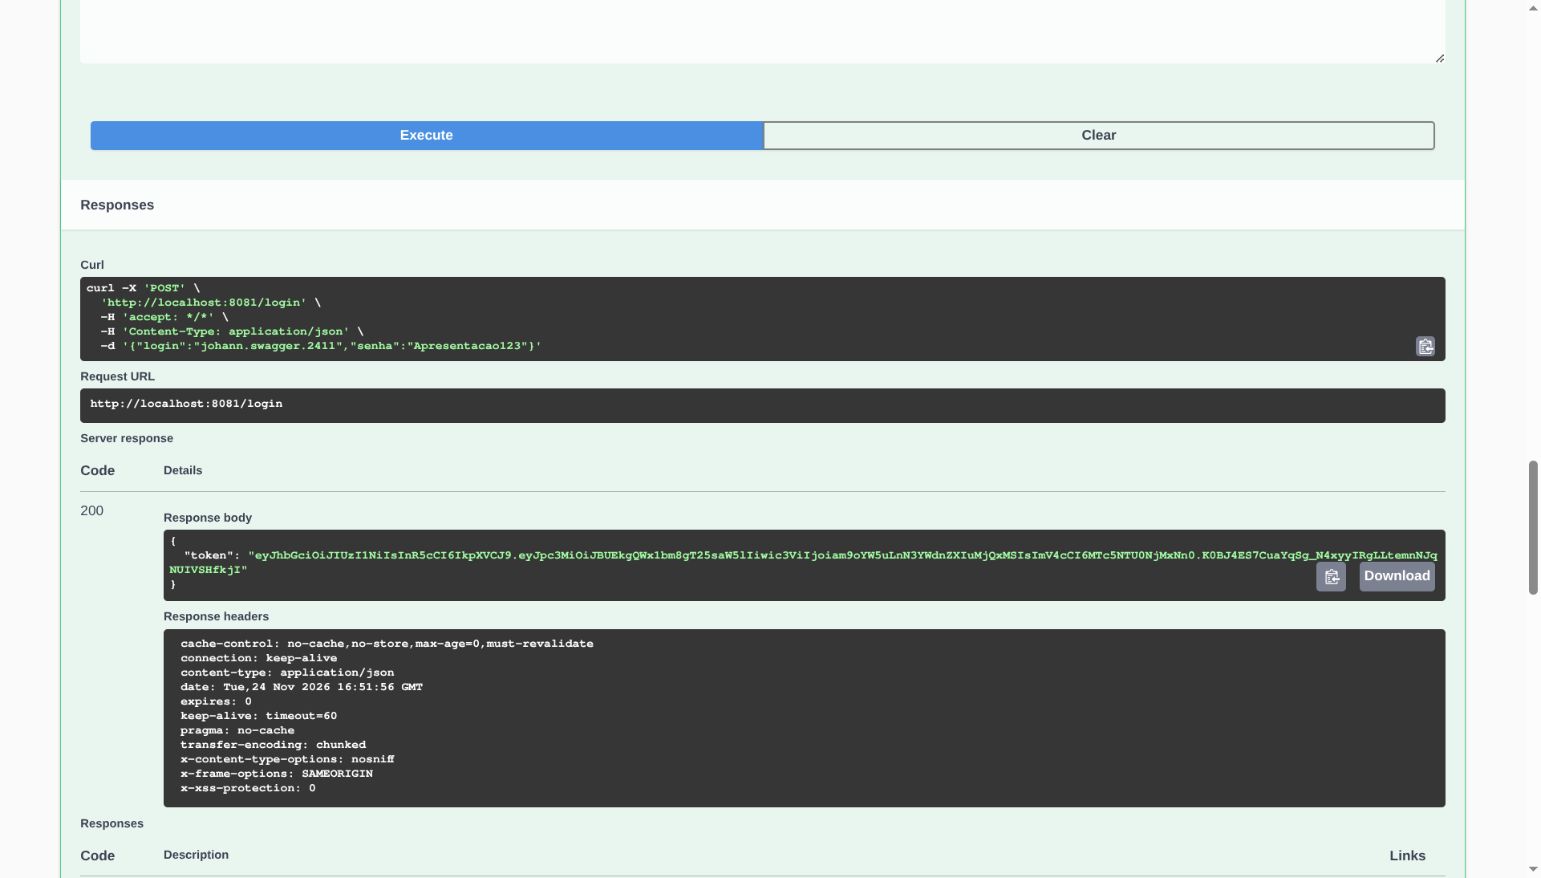 Execute
Clear
Responses
Curl
curl -X 'POST' \
'http://localhost:8081/login' \
-H 'accept: */*' \
-H 'Content-Type: application/json' \
-d '{"login":"johann.swagger.2411","senha":"Apresentacao123"}'
Request URL
http://localhost:8081/login
Server response
Code Details
200
Response body
{
"token": "eyJhbGciOiJIUzI1NiIsInR5cCI6IkpXVCJ9.eyJpc3MiOiJBUEkgQWx1bm8gT25saW5lIiwic3ViIjoiam9oYW5uLnN3YWdnZXIuMjQxMSIsImV4cCI6MTc5NTU0NjMxNn0.K0BJ4ES7CuaYqSg_N4xyyIRgLLtemnNJq
NUIVSHfkjI"
}
Download
Response headers
cache-control: no-cache,no-store,max-age=0,must-revalidate
connection: keep-alive
content-type: application/json
date: Tue,24 Nov 2026 16:51:56 GMT
expires: 0
keep-alive: timeout=60
pragma: no-cache
transfer-encoding: chunked
x-content-type-options: nosniff
x-frame-options: SAMEORIGIN
x-xss-protection: 0
Responses
Code Description Links